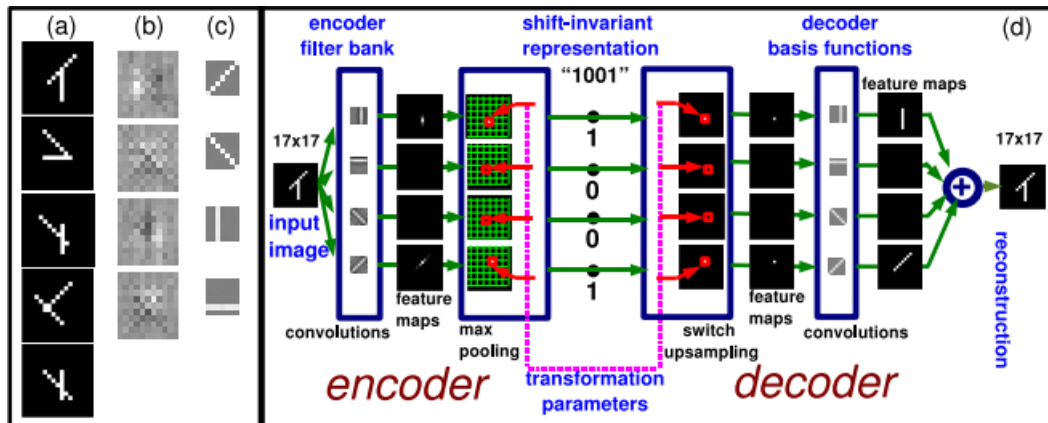 (a)
(b)
(c)
encoder
filter bank
shift-invariant
representation
decoder
basis functions
(d)
"1001"
feature maps
17x17
17x17
1
0
0
1
input
image
feature
maps
convolutions
max
pooling
switch
upsampling
feature
maps
convolutions
reconstruction
encoder
transformation
parameters
decoder